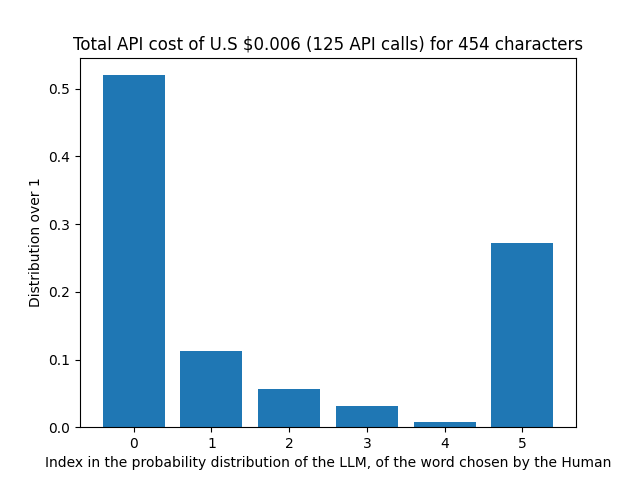 Total API cost of U.S $0.006 (125 API calls) for 454 characters
Distribution over 1
0.5
0.4
0.3
0.2
0.1
0.0
0 1 2 3 4 5
Index in the probability distribution of the LLM, of the word chosen by the Human